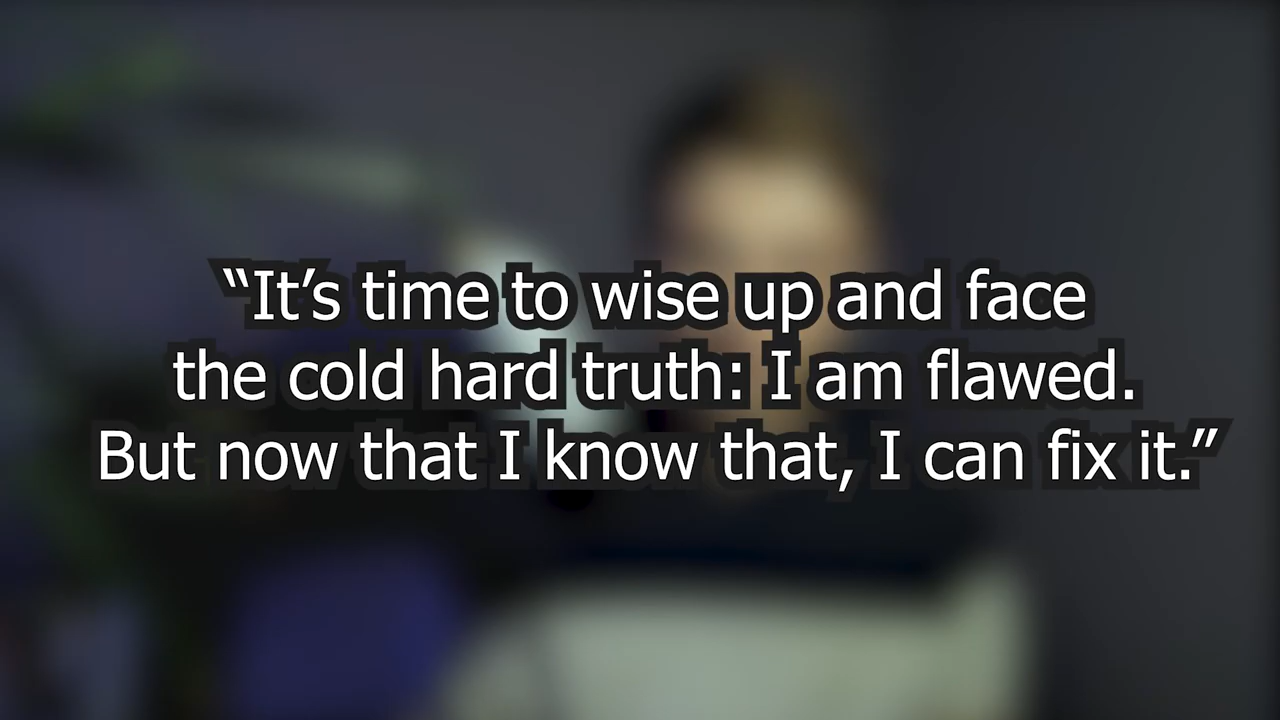 “It’s time to wise up and face
the cold hard truth: I am flawed.
But now that I know that, I can fix it.”